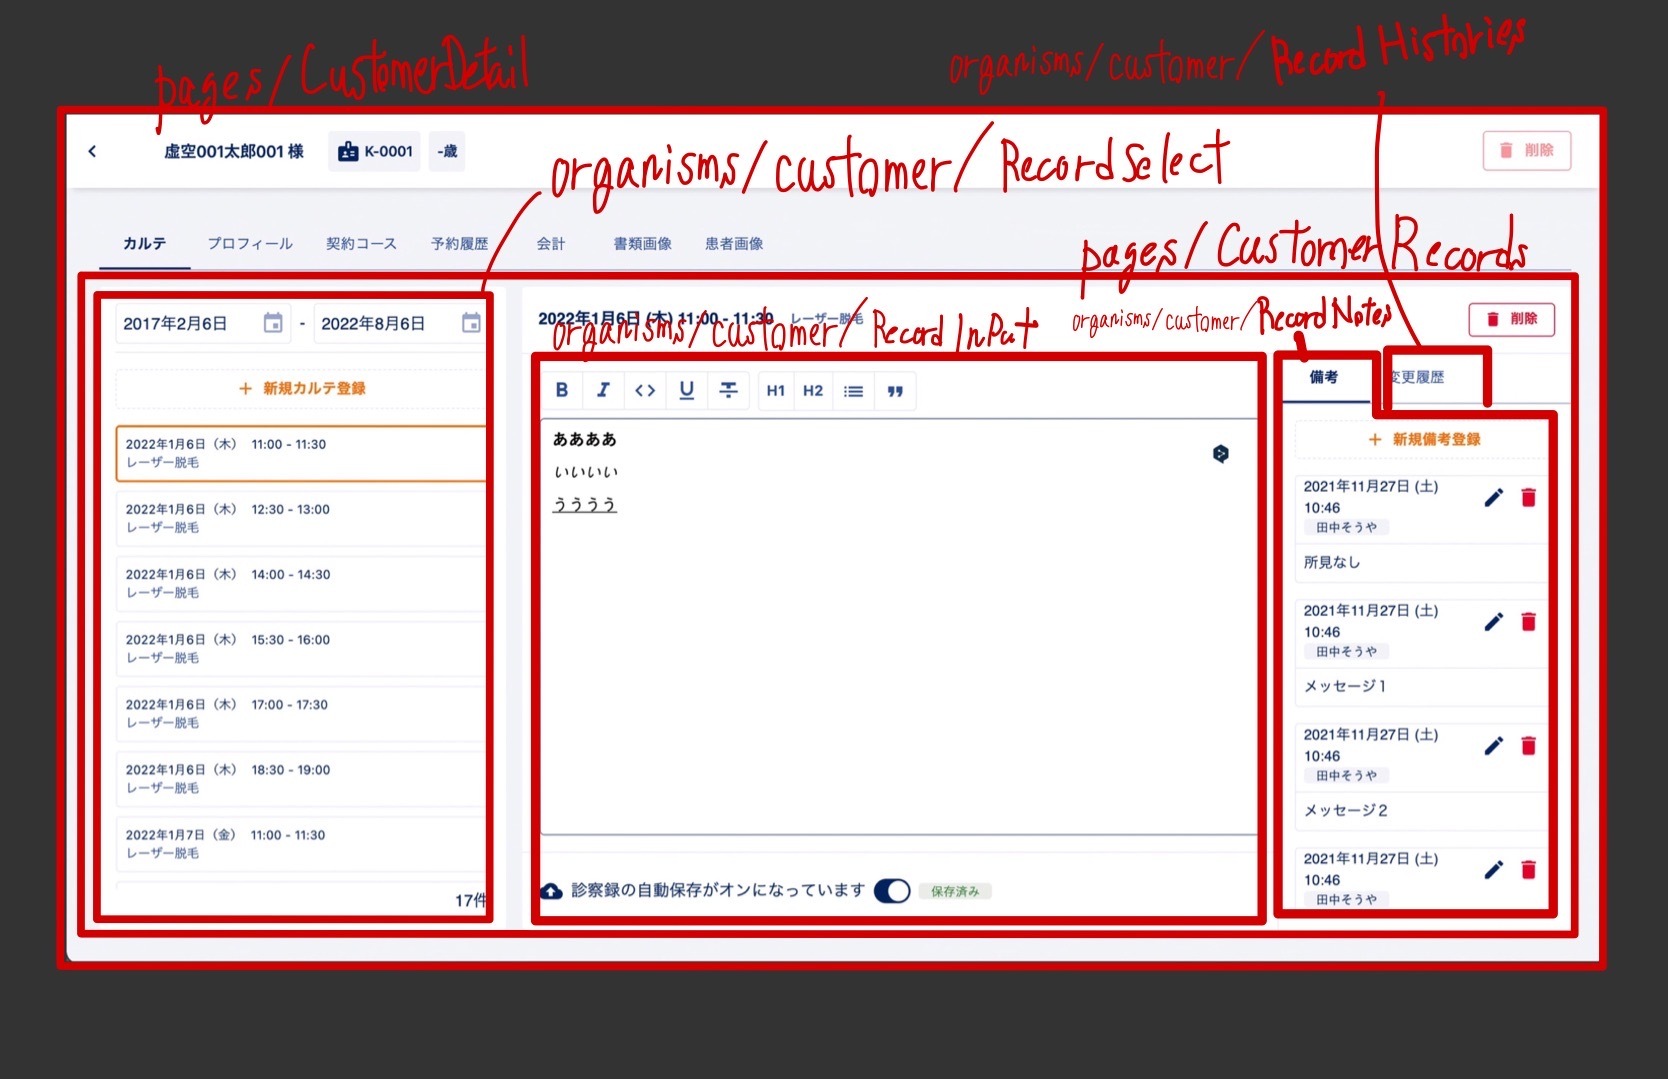 pages/CustomerDetail
organisms/customer/RecordHistories
虚空001太郎001 様
K-0001
-歳
organisms/customer/RecordSelect
削除
カルテ
プロフィール
契約コース
予約履歴
会計
書類画像
患者画像
pages/CustomerRecords
2017年2月6日
-
2022年8月6日
+ 新規カルテ登録
2022年1月6日（木） 11:00 - 11:30
レーザー脱毛
2022年1月6日（木） 12:30 - 13:00
レーザー脱毛
2022年1月6日（木） 14:00 - 14:30
レーザー脱毛
2022年1月6日（木） 15:30 - 16:00
レーザー脱毛
2022年1月6日（木） 17:00 - 17:30
レーザー脱毛
2022年1月6日（木） 18:30 - 19:00
レーザー脱毛
2022年1月7日（金） 11:00 - 11:30
レーザー脱毛
17件
2022年1月6日 (木) 11:00 - 11:30 レーザー脱毛
organisms/customer/RecordInPut
organisms/customer/RecordNotes
削除
B I <> U T H1 H2
ああああ
いいいい
うううう
診察録の自動保存がオンになっています
保存済み
備考
変更履歴
+ 新規備考登録
2021年11月27日 (土)
10:46
田中そうや
所見なし
2021年11月27日 (土)
10:46
田中そうや
メッセージ1
2021年11月27日 (土)
10:46
田中そうや
メッセージ2
2021年11月27日 (土)
10:46
田中そうや